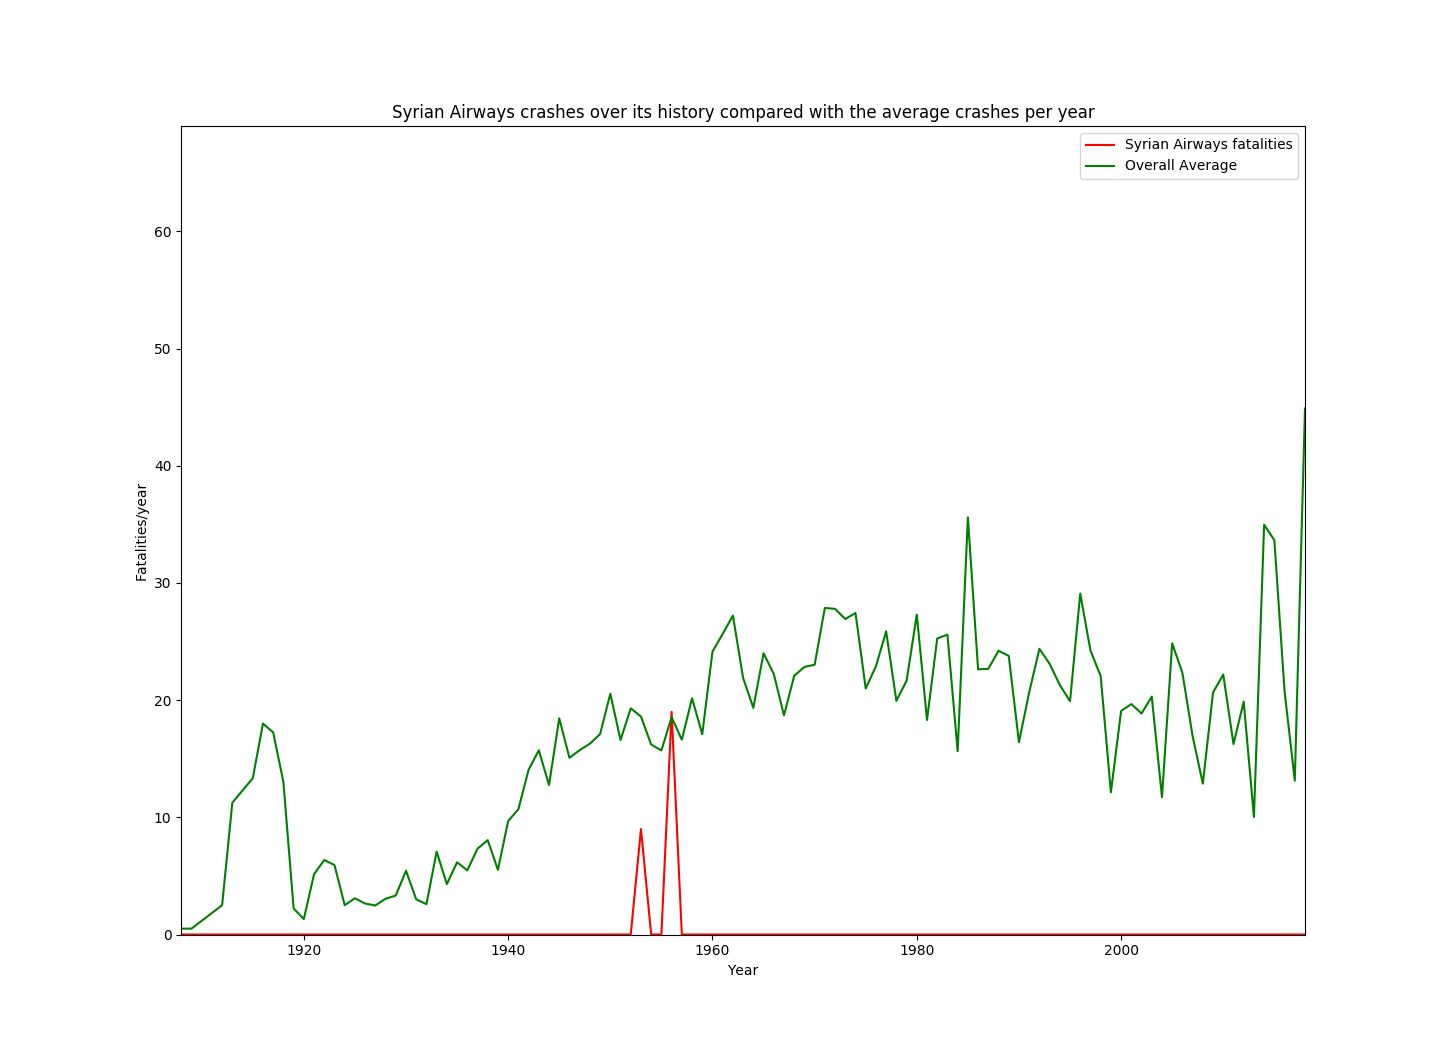 Syrian Airways crashes over its history compared with the average crashes per year
Syrian Airways fatalities
Overall Average
60
50
40
30
20
10
0
Fatalities/year
1920 1940 1960 1980 2000
Year